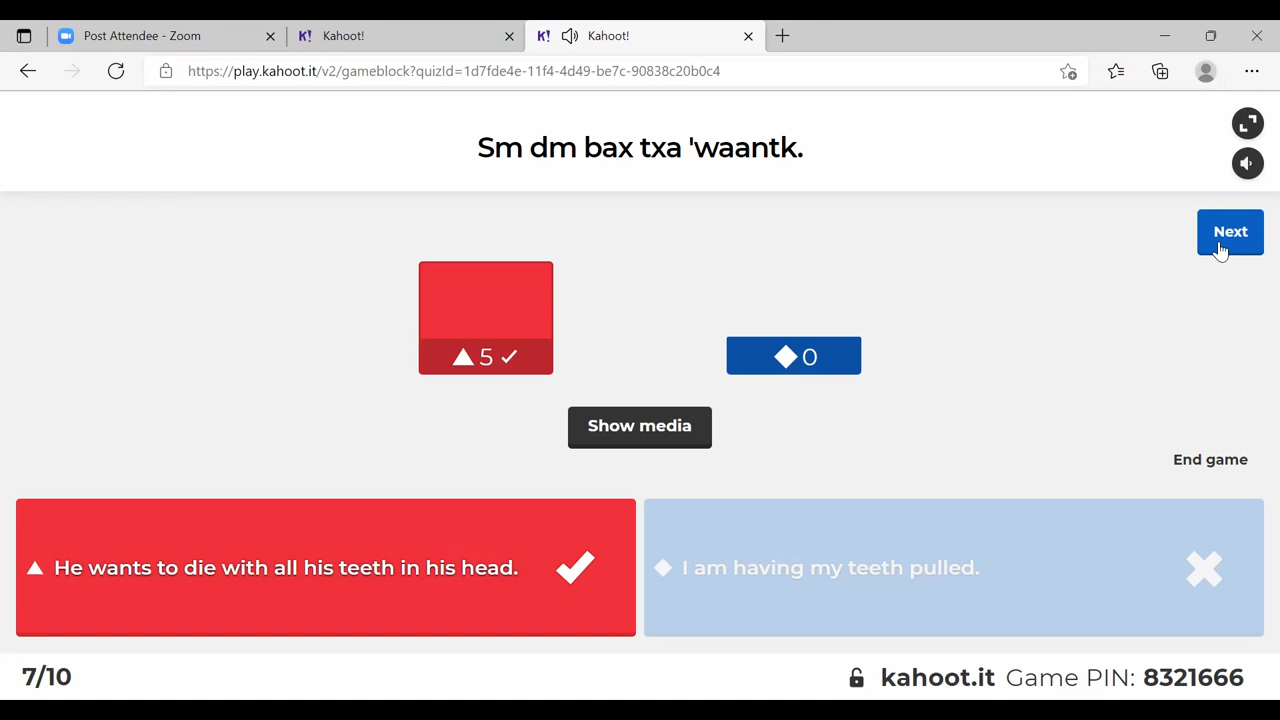 Post Attendee - Zoom
K! Kahoot!
K! Kahoot!
https://play.kahoot.it/v2/gameblock?quizId=1d7fde4e-11f4-4d49-be7c-90838c20b0c4
Sm dm bax txa 'waantk.
Next
5
0
Show media
End game
He wants to die with all his teeth in his head.
I am having my teeth pulled.
7/10
kahoot.it Game PIN: 8321666